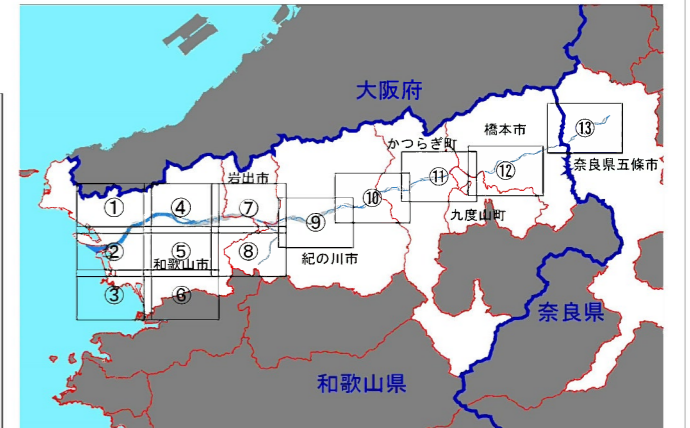 大阪府
橋本市
⑬
かつらぎ町
奈良県五條市
岩出市
⑩
⑪
⑫
①
④
⑦
⑨
九度山町
②
⑤
⑧
紀の川市
和歌山市
③
⑥
奈良県
和歌山県